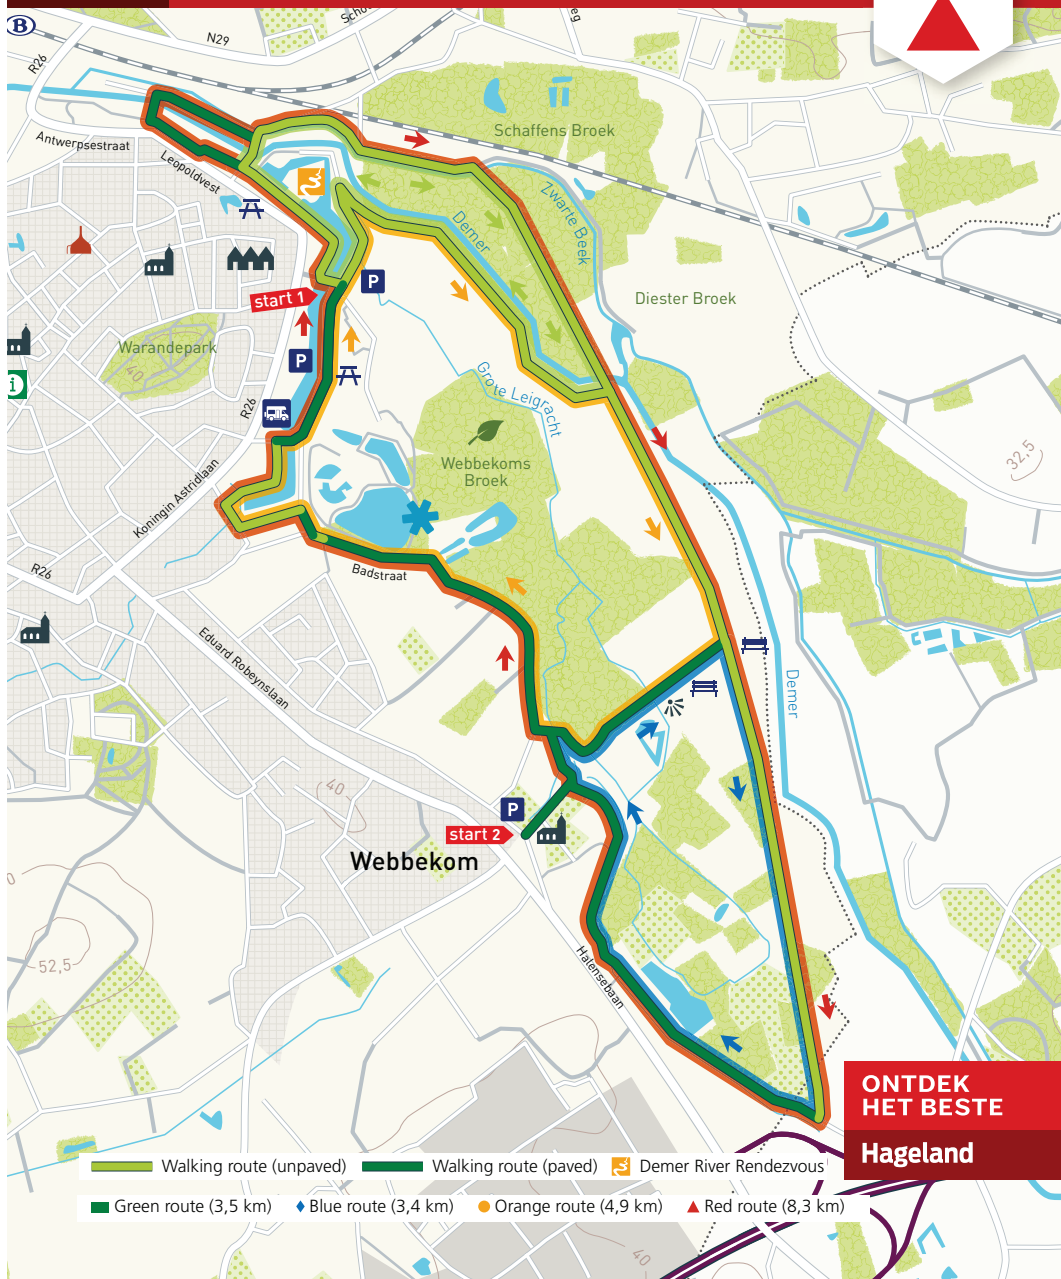 B
N29
R26
Antwerpsestraat
Leopoldvest
Schaffens Broek
Zwarte Beek
Demer
Diester Broek
P
start 1
P
Warandepark
40
R26
Grote Leigracht
Webbekoms
Broek
32,5
i
Koningin Astridlaan
R26
Badstraat
Eduard Robeynslaan
Demer
40
P
start 2
Webbekom
Halensebaan
52,5
0
ONTDEK
HET BESTE
Hageland
Walking route (unpaved) Walking route (paved) Demer River Rendezvous
Green route (3,5 km) Blue route (3,4 km) Orange route (4,9 km) Red route (8,3 km)
40